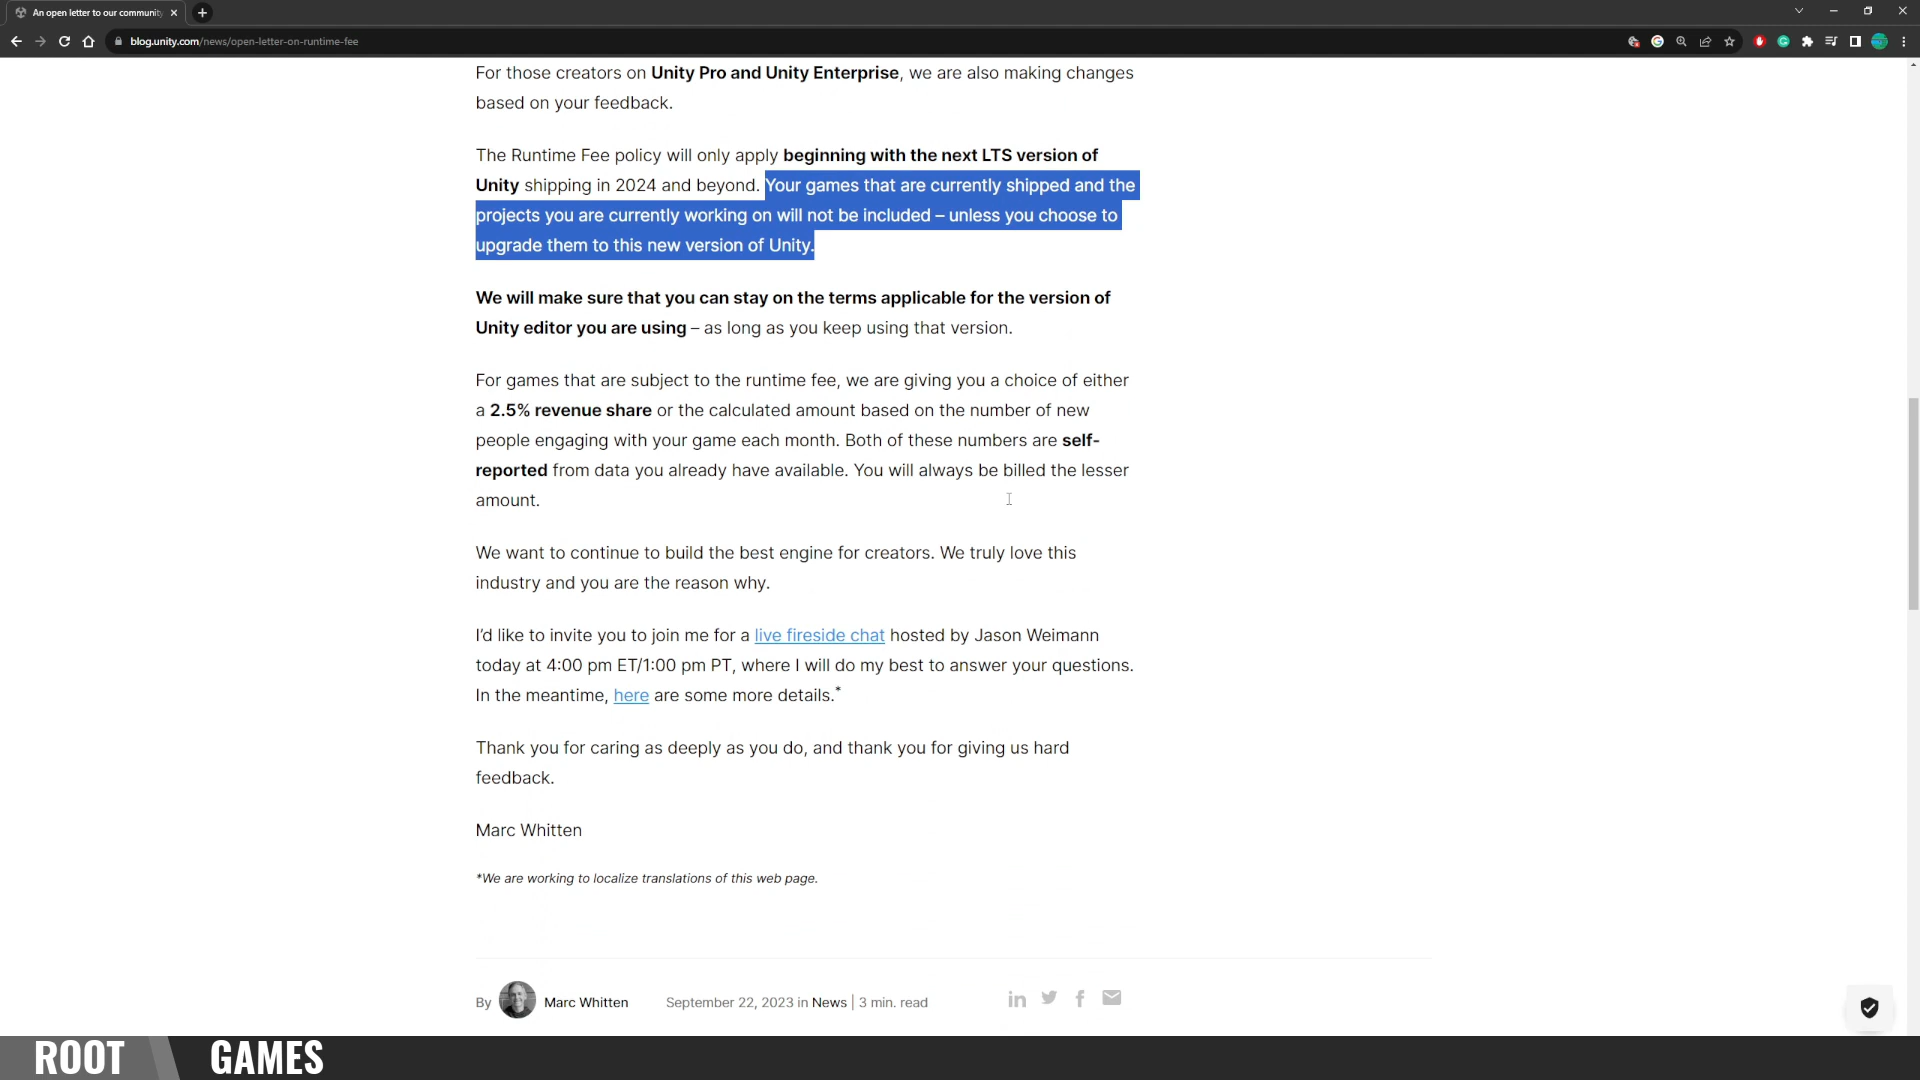 An open letter to our community
blog.unity.com/news/open-letter-on-runtime-fee
For those creators on Unity Pro and Unity Enterprise, we are also making changes
based on your feedback.
The Runtime Fee policy will only apply beginning with the next LTS version of
Unity shipping in 2024 and beyond. Your games that are currently shipped and the
projects you are currently working on will not be included – unless you choose to
upgrade them to this new version of Unity.
We will make sure that you can stay on the terms applicable for the version of
Unity editor you are using – as long as you keep using that version.
For games that are subject to the runtime fee, we are giving you a choice of either
a 2.5% revenue share or the calculated amount based on the number of new
people engaging with your game each month. Both of these numbers are self-
reported from data you already have available. You will always be billed the lesser
amount.
We want to continue to build the best engine for creators. We truly love this
industry and you are the reason why.
I’d like to invite you to join me for a live fireside chat hosted by Jason Weimann
today at 4:00 pm ET/1:00 pm PT, where I will do my best to answer your questions.
In the meantime, here are some more details.*
Thank you for caring as deeply as you do, and thank you for giving us hard
feedback.
Marc Whitten
*We are working to localize translations of this web page.
By Marc Whitten September 22, 2023 in News | 3 min. read
ROOT GAMES